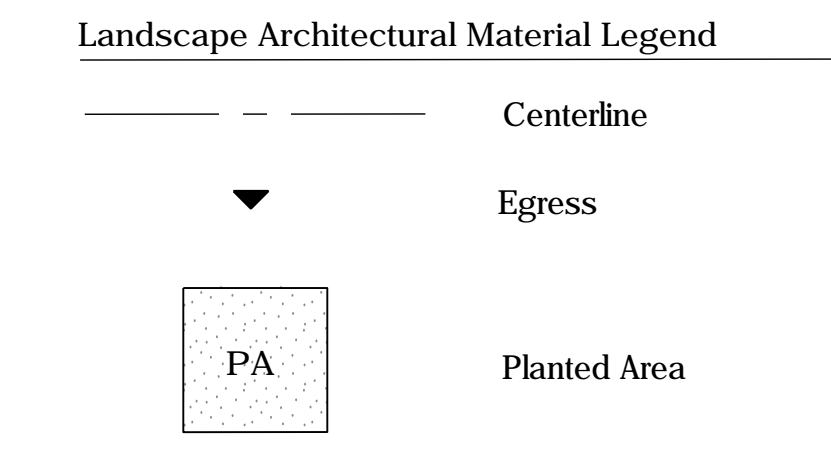 Landscape Architectural Material Legend
Centerline
Egress
PA
Planted Area